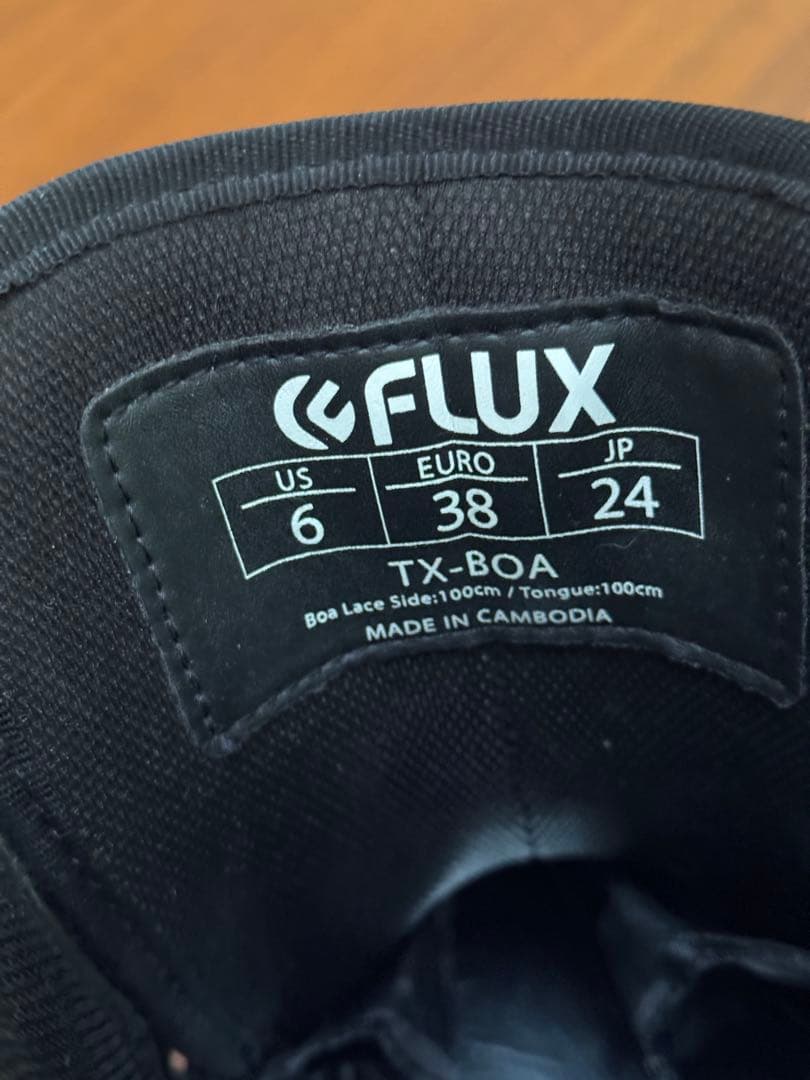 FLUX
US EURO JP
6 38 24
TX-BOA
Boa Lace Side:100cm / Tongue:100cm
MADE IN CAMBODIA